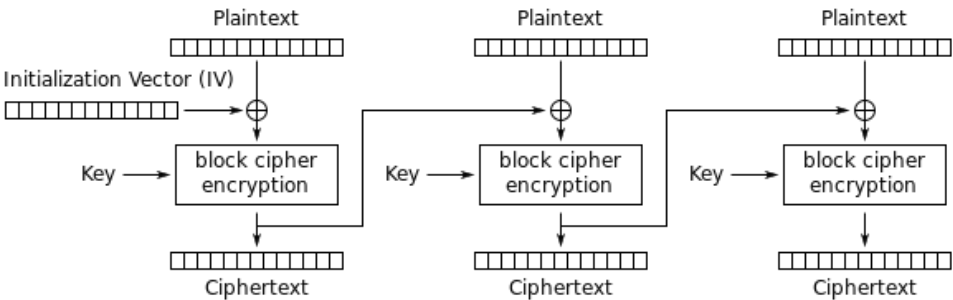 Plaintext
Plaintext
Plaintext
Initialization Vector (IV)
Key
block cipher
encryption
Key
block cipher
encryption
Key
block cipher
encryption
Ciphertext
Ciphertext
Ciphertext